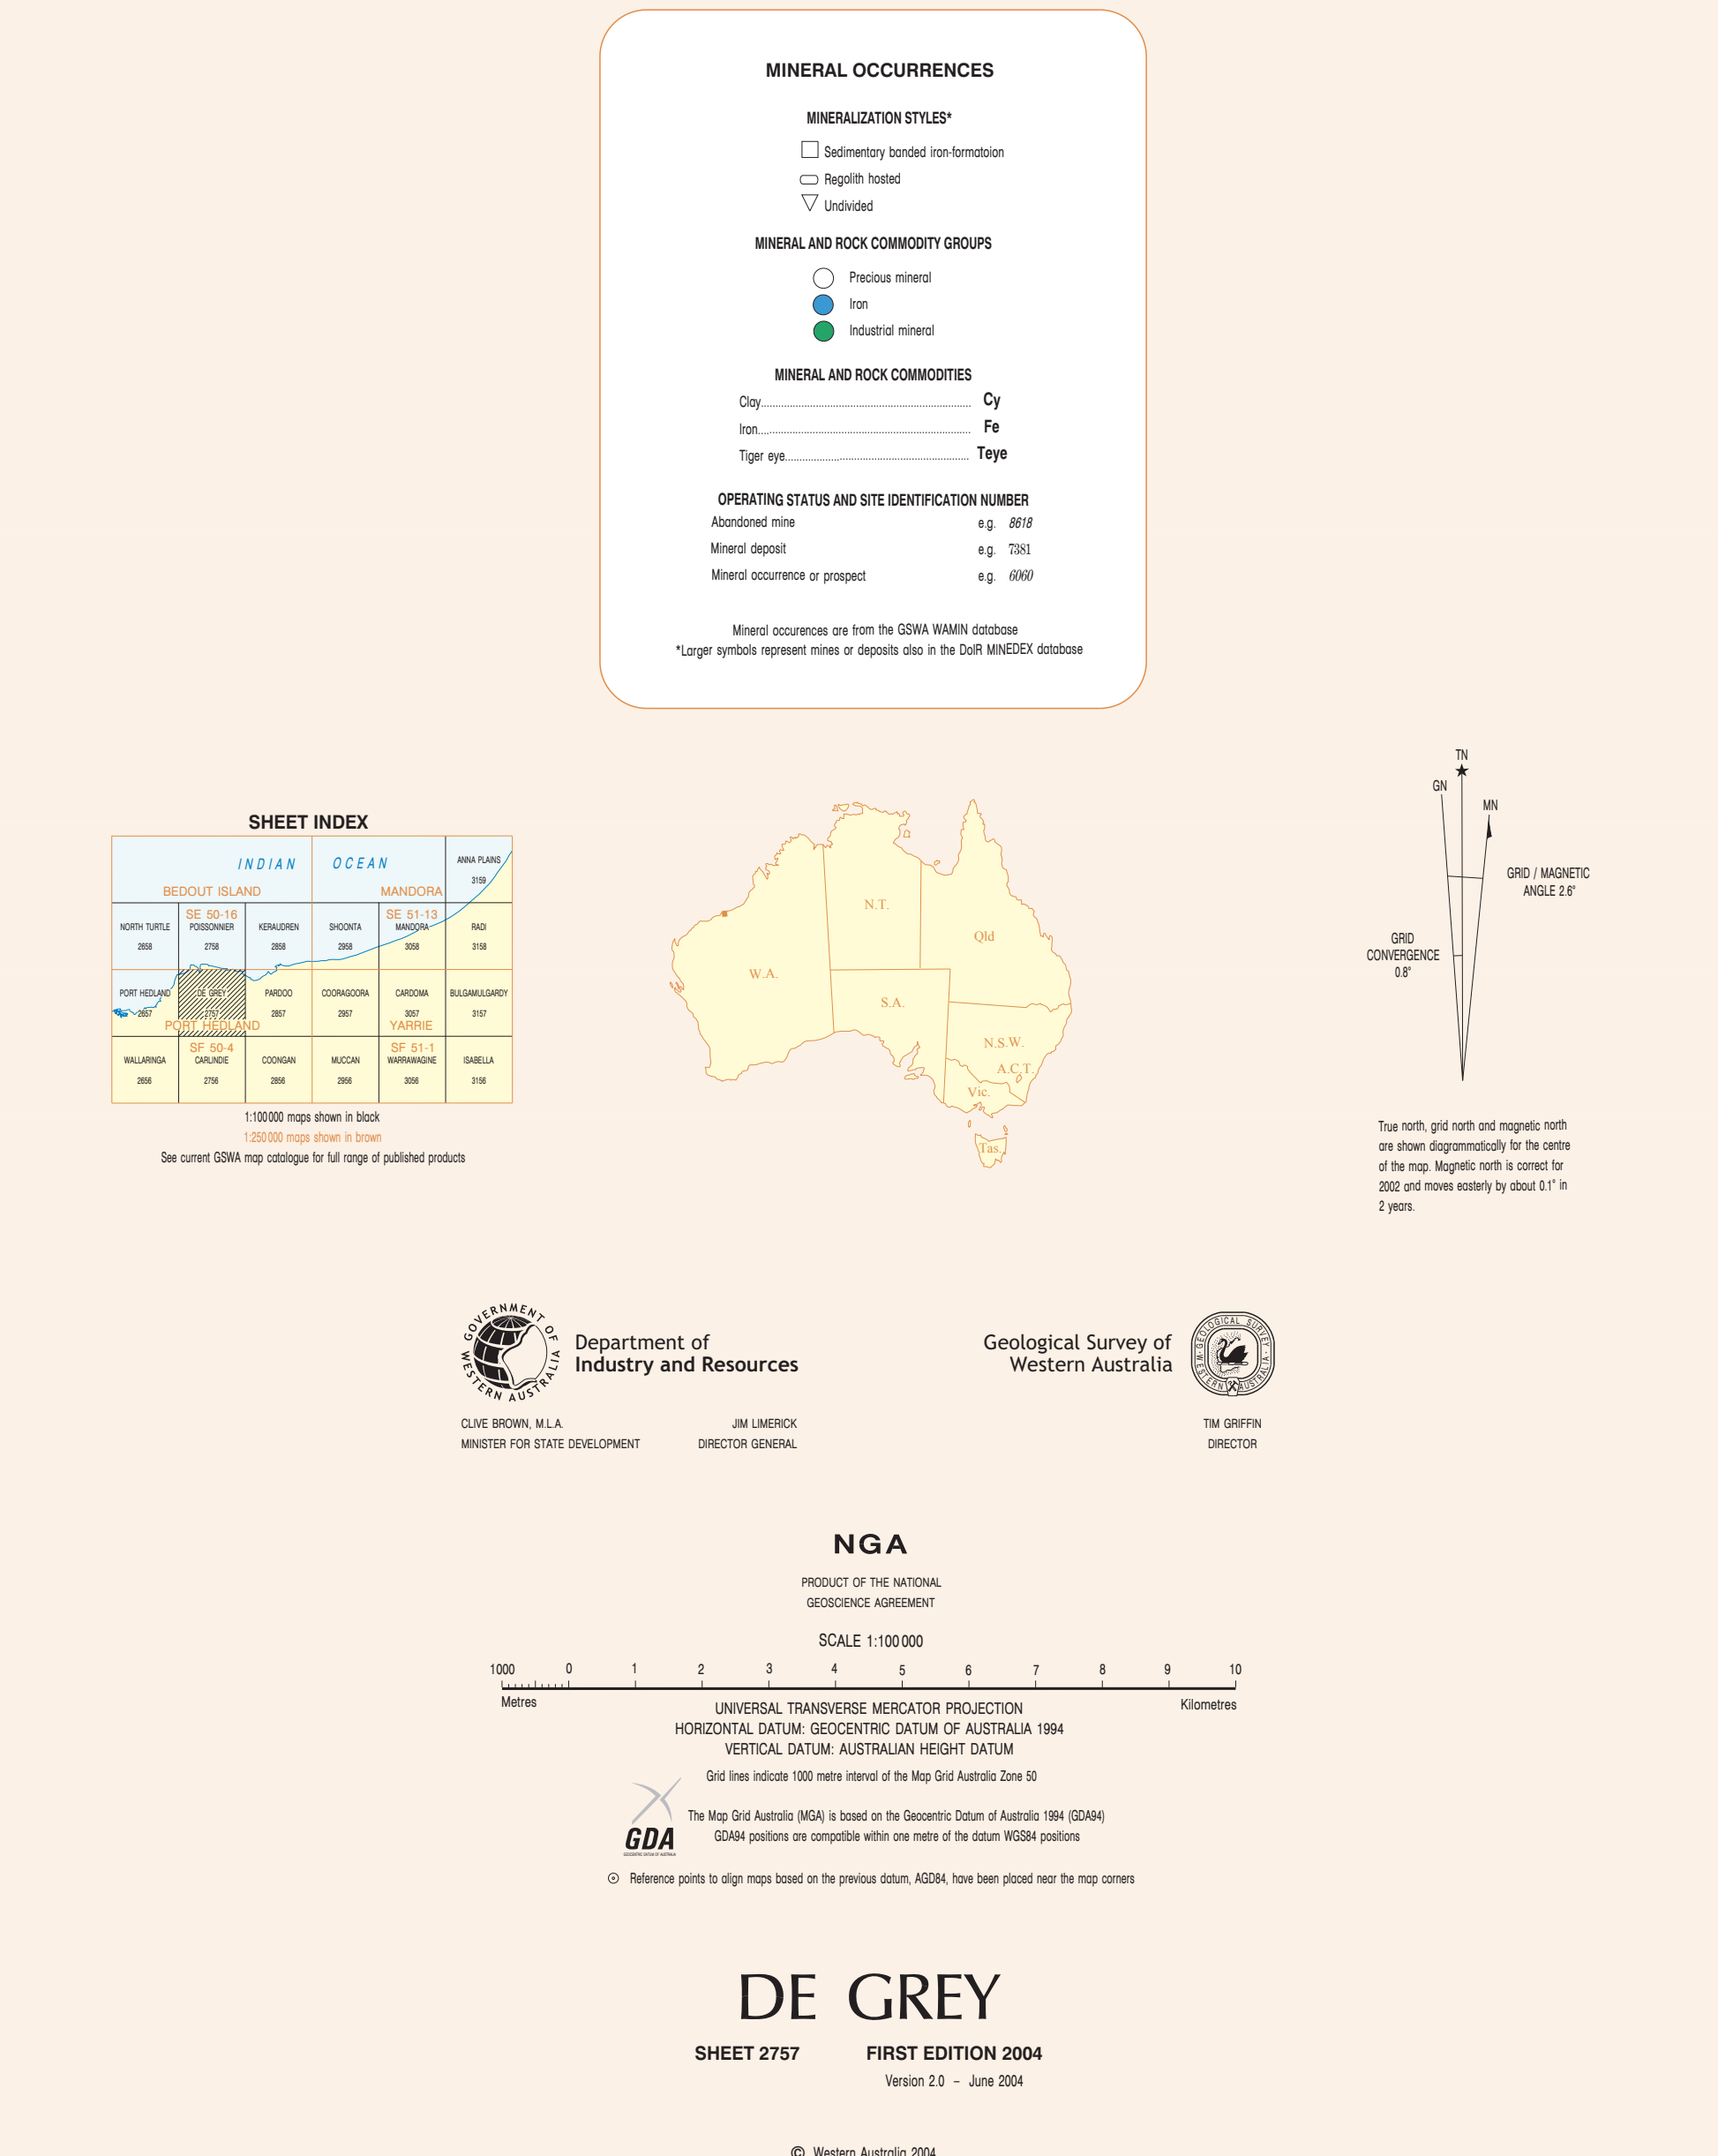 MINERAL OCCURRENCES
MINERALIZATION STYLES*
Sedimentary banded iron-formatoion
Regolith hosted
Undivided
MINERAL AND ROCK COMMODITY GROUPS
Precious mineral
Iron
Industrial mineral
MINERAL AND ROCK COMMODITIES
Clay.......... Cy
Iron.......... Fe
Tiger eye.......... Teye
OPERATING STATUS AND SITE IDENTIFICATION NUMBER
Abandoned mine e.g. 8618
Mineral deposit e.g. 7381
Mineral occurrence or prospect e.g. 6060
Mineral occurences are from the GSWA WAMIN database
*Larger symbols represent mines or deposits also in the DoIR MINEDEX database
SHEET INDEX
INDIAN OCEAN
ANNA PLAINS
3159
BEDOUT ISLAND MANDORA
SE 50-16 SE 51-13
NORTH TURTLE POISSONNIER KERAUDREN SHOONTA MANDORA RADI
2658 2758 2858 2958 3058 3158
PORT HEDLAND DE GREY PARDOO COORAGOORA CARDOMA BULGAMULGARDY
2657 2757 2857 2957 3057 3157
PORT HEDLAND YARRIE
SF 50-4 SF 51-1
WALLARINGA CARLINDIE COONGAN MUCCAN WARRAWAGINE ISABELLA
2656 2756 2856 2956 3056 3156
1:100 000 maps shown in black
1:250 000 maps shown in brown
See current GSWA map catalogue for full range of published products
W.A.
N.T.
Qld
S.A.
N.S.W.
A.C.T.
Vic.
Tas.
TN
GN
MN
GRID / MAGNETIC
ANGLE 2.6°
GRID
CONVERGENCE
0.8°
True north, grid north and magnetic north
are shown diagrammatically for the centre
of the map. Magnetic north is correct for
2002 and moves easterly by about 0.1° in
2 years.
GOVERNMENT OF WESTERN AUSTRALIA
Department of
Industry and Resources
Geological Survey of
Western Australia
GEOLOGICAL SURVEY WESTERN AUSTRALIA
CLIVE BROWN, M.L.A.
MINISTER FOR STATE DEVELOPMENT
JIM LIMERICK
DIRECTOR GENERAL
TIM GRIFFIN
DIRECTOR
NGA
PRODUCT OF THE NATIONAL
GEOSCIENCE AGREEMENT
SCALE 1:100 000
1000 0 1 2 3 4 5 6 7 8 9 10
Metres Kilometres
UNIVERSAL TRANSVERSE MERCATOR PROJECTION
HORIZONTAL DATUM: GEOCENTRIC DATUM OF AUSTRALIA 1994
VERTICAL DATUM: AUSTRALIAN HEIGHT DATUM
Grid lines indicate 1000 metre interval of the Map Grid Australia Zone 50
The Map Grid Australia (MGA) is based on the Geocentric Datum of Australia 1994 (GDA94)
GDA94 positions are compatible within one metre of the datum WGS84 positions
GDA
GEOCENTRIC DATUM OF AUSTRALIA
Reference points to align maps based on the previous datum, AGD84, have been placed near the map corners
DE GREY
SHEET 2757 FIRST EDITION 2004
Version 2.0 – June 2004
© Western Australia 2004